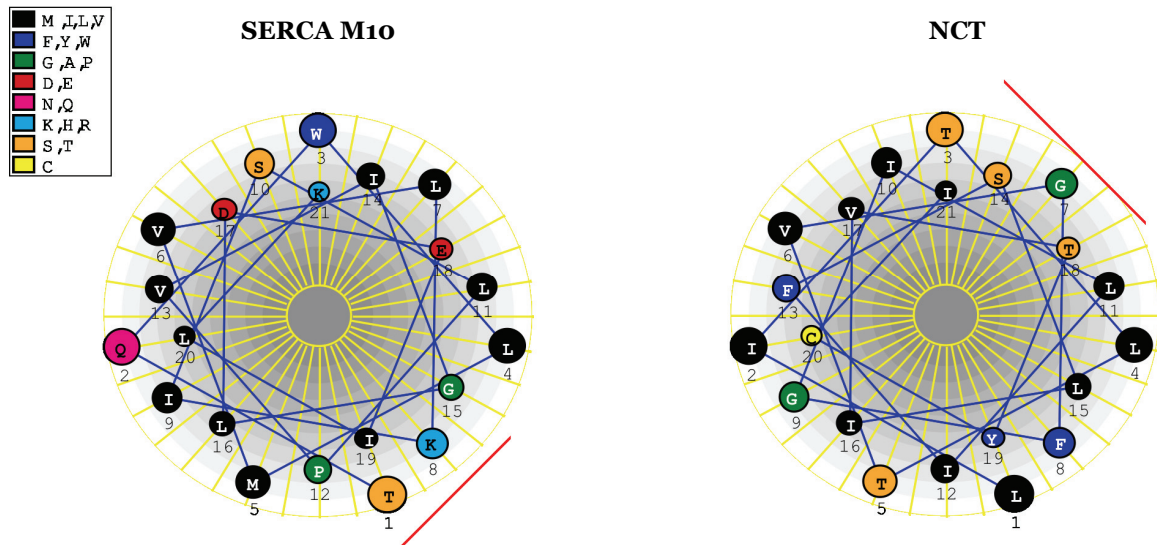 M,I,L,V
F,Y,W
G,A,P
D,E
N,Q
K,H,R
S,T
C
SERCA M10
W
3
S
10
K
21
I
14
L
7
D
17
V
6
E
18
V
13
L
11
L
20
Q
2
L
4
I
9
G
15
L
16
I
19
K
8
P
12
M
5
T
1
NCT
T
3
I
10
I
21
S
14
G
7
V
17
V
6
T
18
F
13
L
11
C
20
I
2
L
4
G
9
L
15
I
16
Y
19
F
8
I
12
T
5
L
1